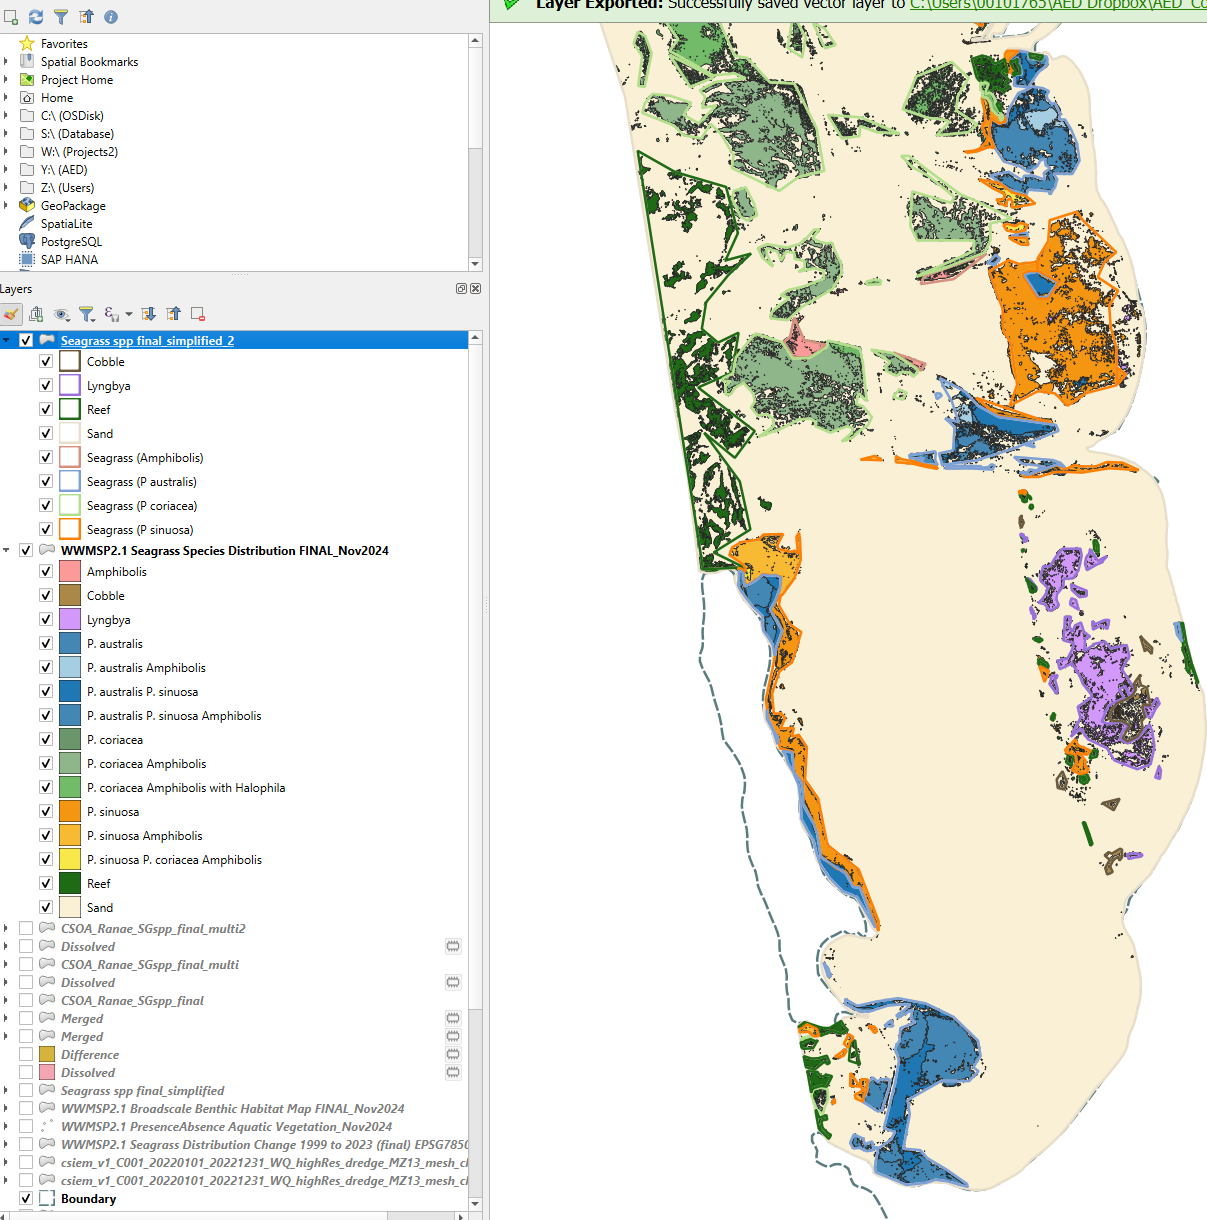 Layer Exported: Successfully saved vector layer to C:\Users\00101765\AED Dropbox\AED_Co
Favorites
Spatial Bookmarks
Project Home
Home
C:\ (OSDisk)
S:\ (Database)
W:\ (Projects2)
Y:\ (AED)
Z:\ (Users)
GeoPackage
SpatiaLite
PostgreSQL
SAP HANA
Layers
Seagrass spp final_simplified_2
Cobble
Lyngbya
Reef
Sand
Seagrass (Amphibolis)
Seagrass (P australis)
Seagrass (P coriacea)
Seagrass (P sinuosa)
WWMSP2.1 Seagrass Species Distribution FINAL_Nov2024
Amphibolis
Cobble
Lyngbya
P. australis
P. australis Amphibolis
P. australis P. sinuosa
P. australis P. sinuosa Amphibolis
P. coriacea
P. coriacea Amphibolis
P. coriacea Amphibolis with Halophila
P. sinuosa
P. sinuosa Amphibolis
P. sinuosa P. coriacea Amphibolis
Reef
Sand
CSOA_Ranae_SGspp_final_multi2
Dissolved
CSOA_Ranae_SGspp_final_multi
Dissolved
CSOA_Ranae_SGspp_final
Merged
Merged
Difference
Dissolved
Seagrass spp final_simplified
WWMSP2.1 Broadscale Benthic Habitat Map FINAL_Nov2024
WWMSP2.1 PresenceAbsence Aquatic Vegetation_Nov2024
WWMSP2.1 Seagrass Distribution Change 1999 to 2023 (final) EPSG785
csiem_v1_C001_20220101_20221231_WQ_highRes_dredge_MZ13_mesh_cl
csiem_v1_C001_20220101_20221231_WQ_highRes_dredge_MZ13_mesh_cl
Boundary